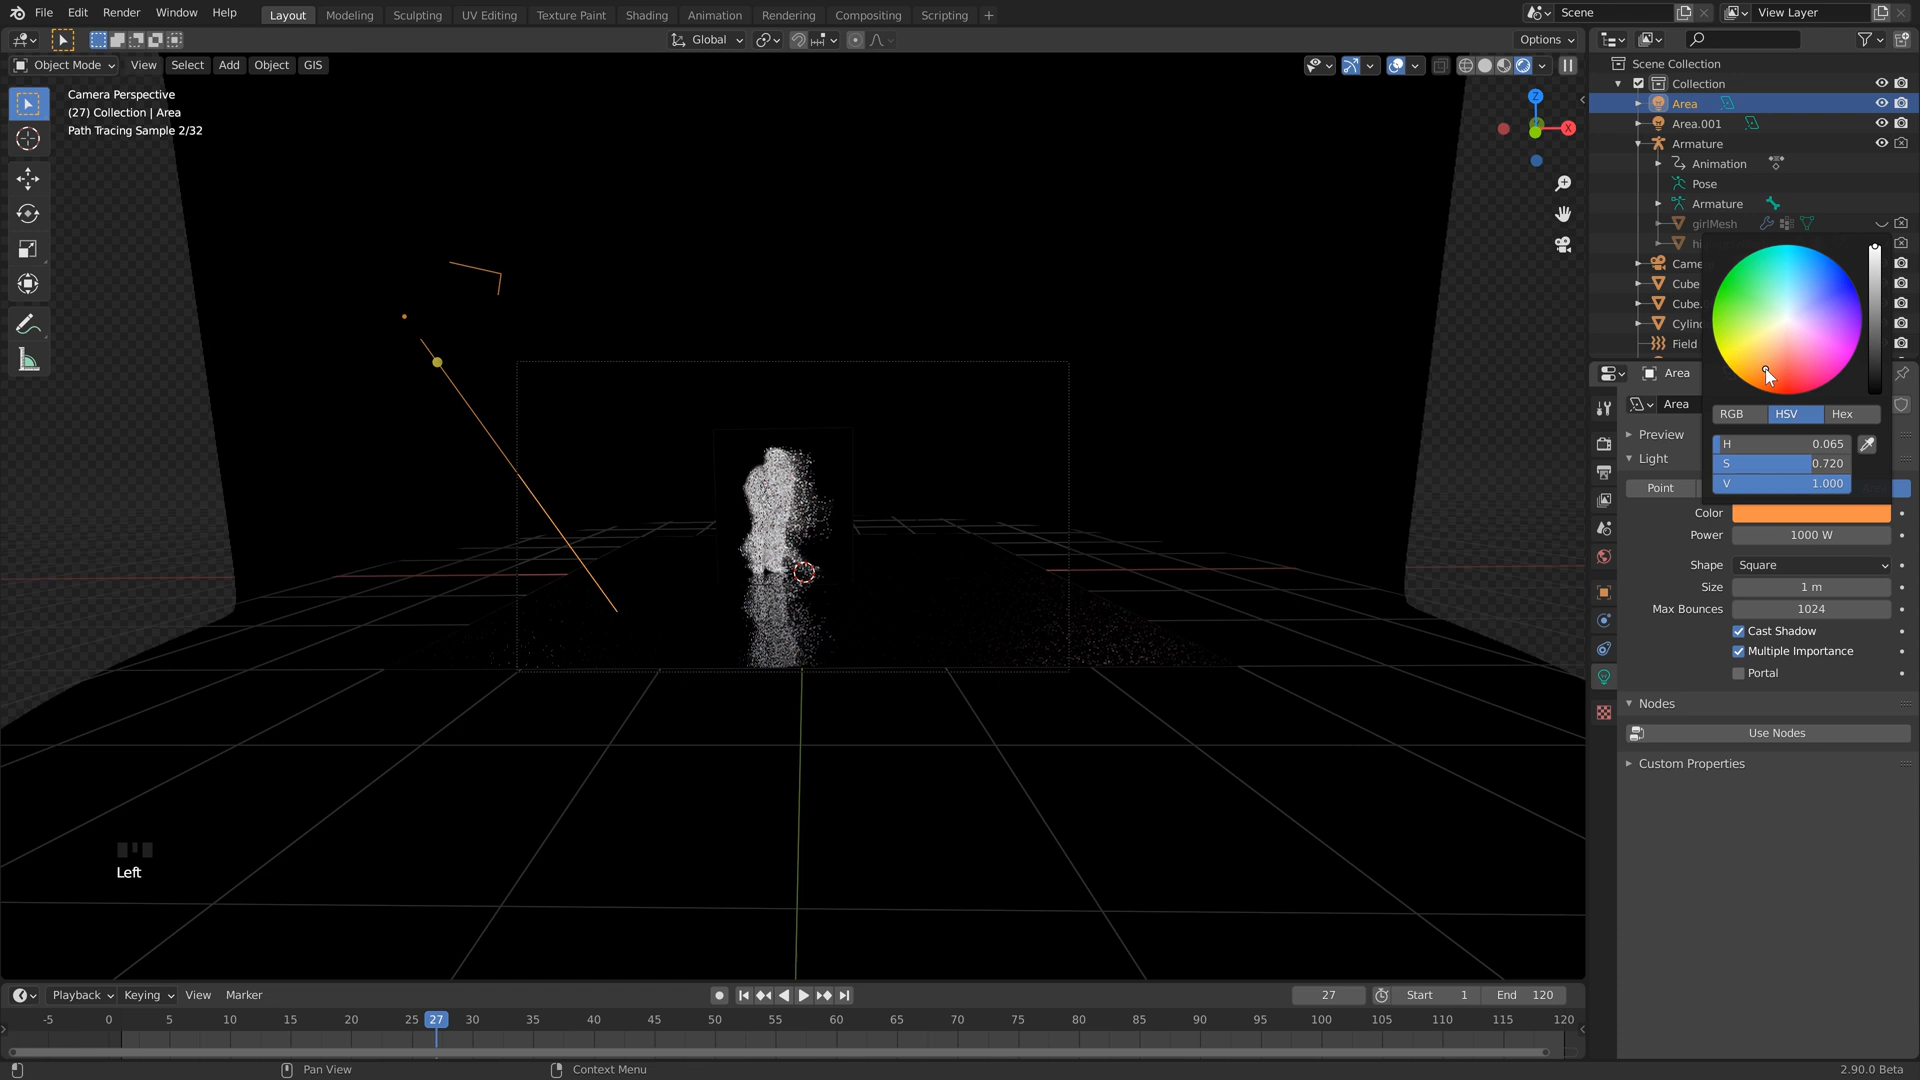 File Edit Render Window Help Layout Modeling Sculpting UV Editing Texture Paint Shading Animation Rendering Compositing Scripting + Scene View Layer
Global Options
Object Mode View Select Add Object GIS
Camera Perspective
(27) Collection | Area
Path Tracing Sample 2/32
Z
X
Scene Collection
Collection
Area
Area.001
Armature
Animation
Pose
Armature
girlMesh
Came
Cube
Cube.
Cylin
Field
Area
Area
RGB HSV Hex
H 0.065
S 0.720
V 1.000
Preview
Light
Point
Color
Power 1000 W
Shape Square
Size 1 m
Max Bounces 1024
Cast Shadow
Multiple Importance
Portal
Nodes
Use Nodes
Custom Properties
Left
Playback Keying View Marker 27 Start 1 End 120
-5 0 5 10 15 20 25 27 30 35 40 45 50 55 60 65 70 75 80 85 90 95 100 105 110 115 120
Pan View Context Menu 2.90.0 Beta